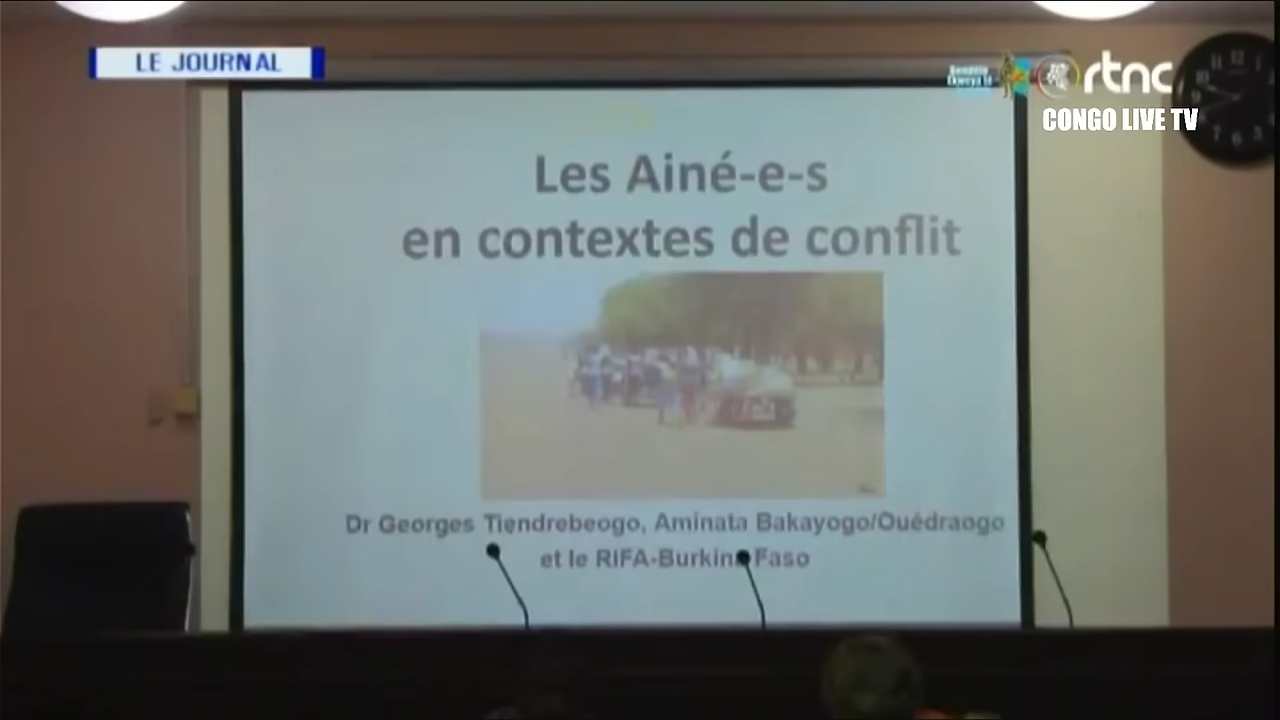 LE JOURNAL
rtnc
CONGO LIVE TV
Les Ainé-e-s
en contextes de conflit
Dr Georges Tiendrebeogo, Aminata Bakayogo/Ouédraogo
et le RIFA-Burkina Faso